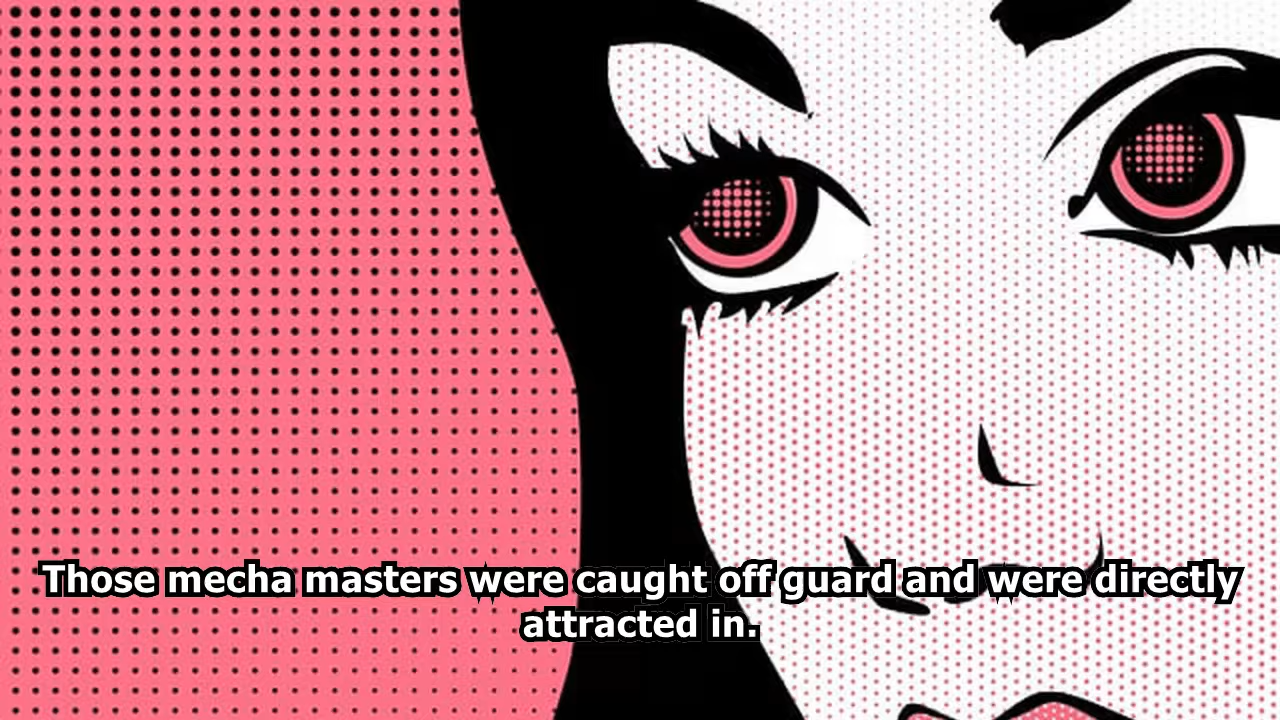 Those mecha masters were caught off guard and were directly
attracted in.